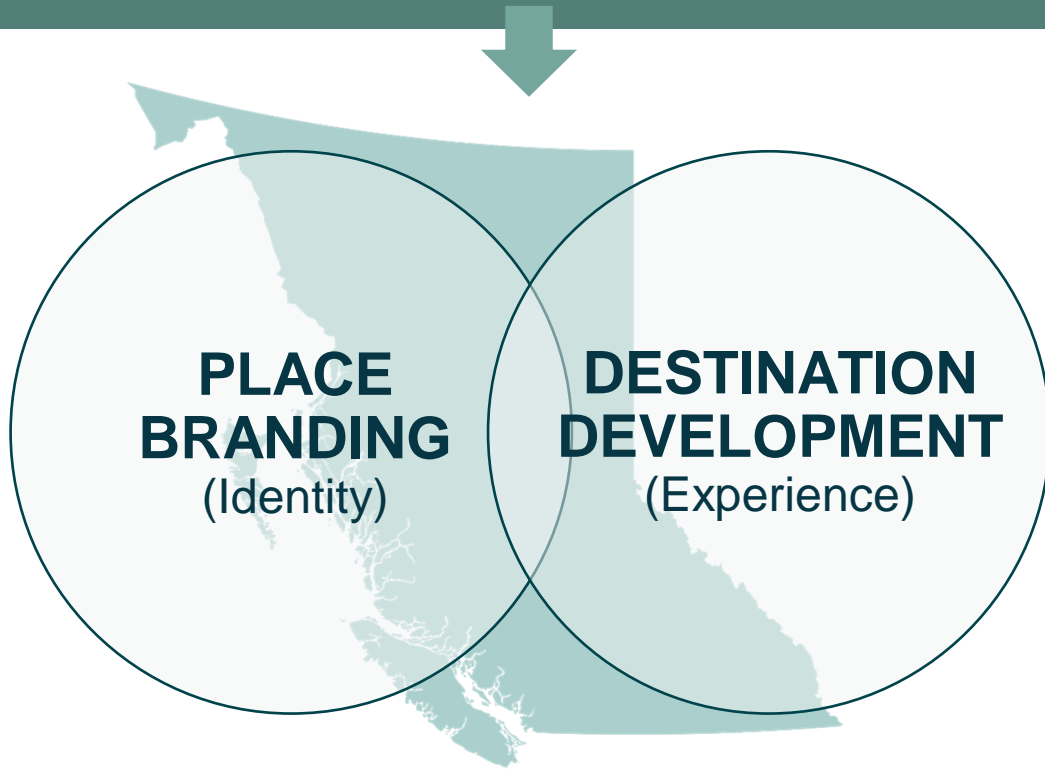 PLACE
BRANDING
(Identity)
DESTINATION
DEVELOPMENT
(Experience)